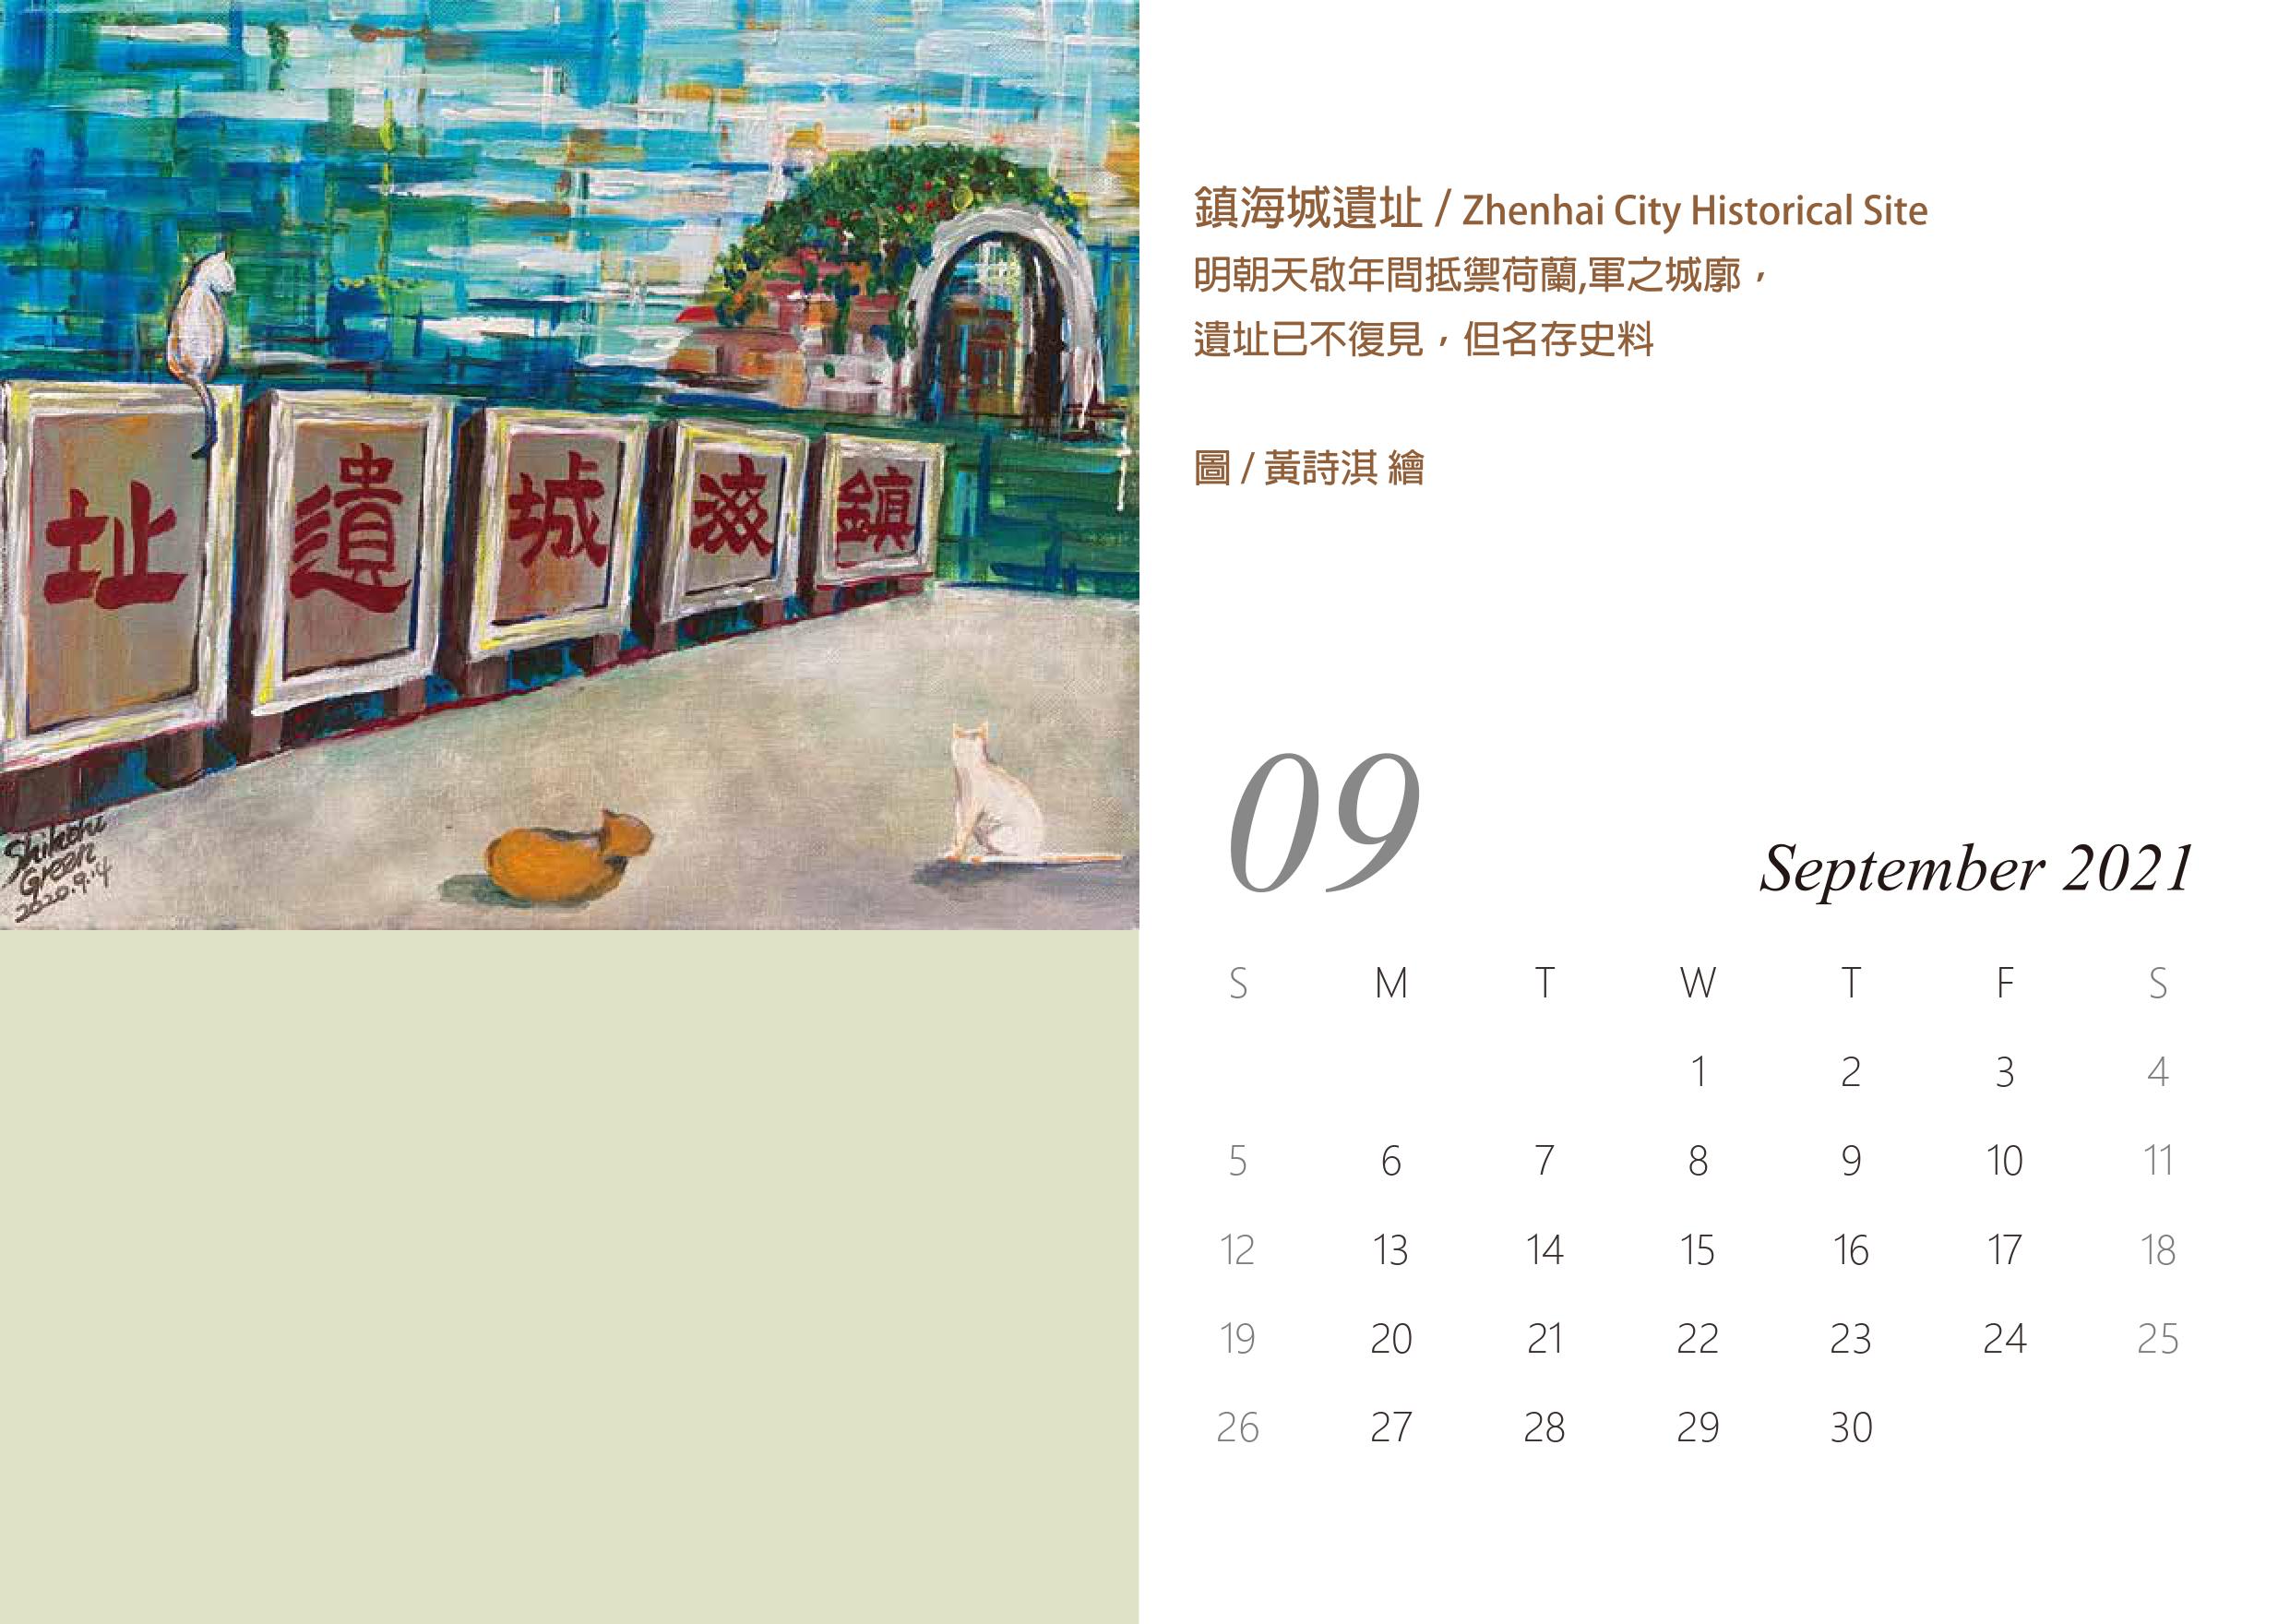 鎮海城遺址
Shikohi
Green
2020.9.4
鎮海城遺址 / Zhenhai City Historical Site
明朝天啟年間抵禦荷蘭,軍之城廓，
遺址已不復見，但名存史料
圖 / 黃詩淇 繪
09
September 2021
S M T W T F S
1 2 3 4
5 6 7 8 9 10 11
12 13 14 15 16 17 18
19 20 21 22 23 24 25
26 27 28 29 30